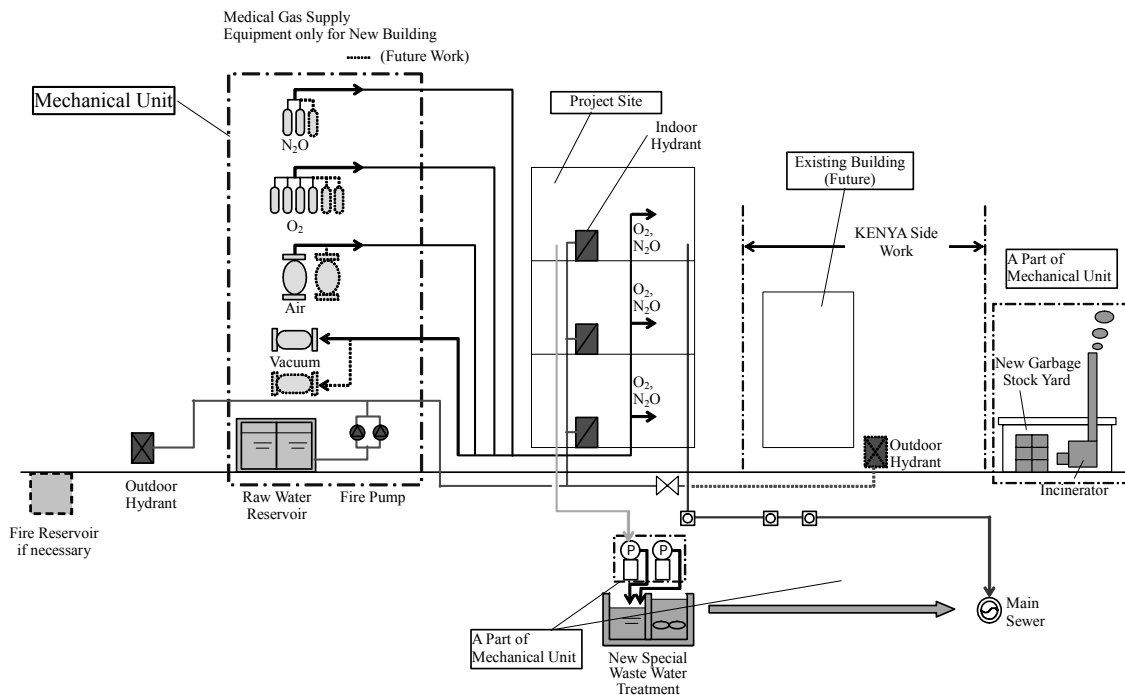 Medical Gas Supply
Equipment only for New Building
(Future Work)
Mechanical Unit
N₂O
O₂
Air
Vacuum
Project Site
Indoor
Hydrant
Existing Building
(Future)
O₂,
N₂O
O₂,
N₂O
O₂,
N₂O
KENYA Side
Work
A Part of
Mechanical Unit
New Garbage
Stock Yard
Incinerator
Outdoor
Hydrant
Outdoor
Hydrant
Raw Water
Reservoir
Fire Pump
Fire Reservoir
if necessary
P
P
A Part of
Mechanical Unit
New Special
Waste Water
Treatment
Main
Sewer